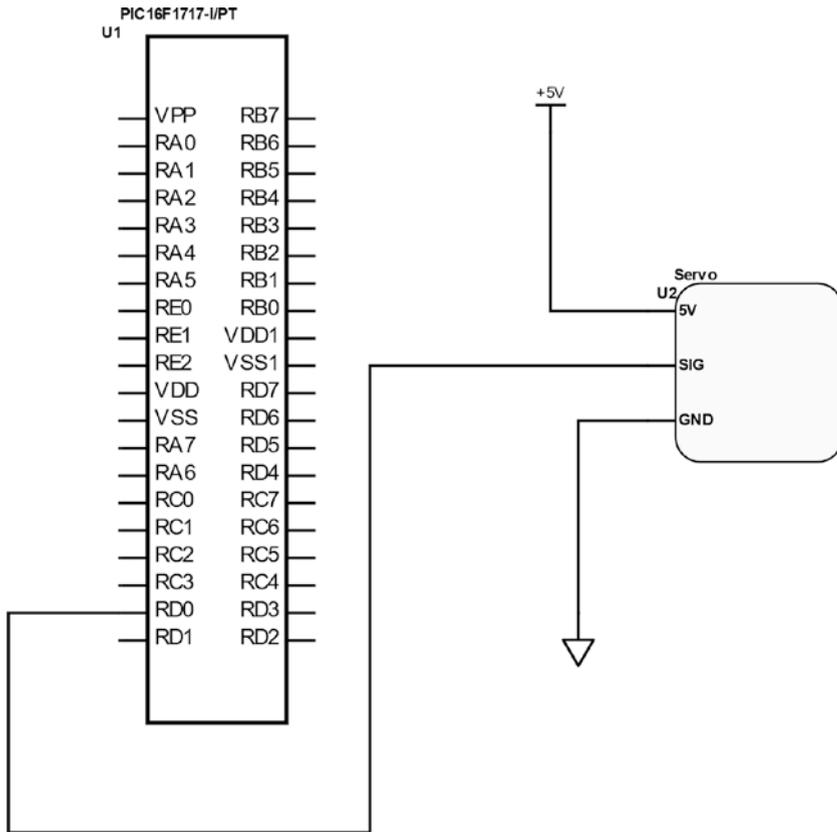 PIC16F1717-I/PT
U1
VPP RB7
RA0 RB6
RA1 RB5
RA2 RB4
RA3 RB3
RA4 RB2
RA5 RB1
RE0 RB0
RE1 VDD1
RE2 VSS1
VDD RD7
VSS RD6
RA7 RD5
RA6 RD4
RC0 RC7
RC1 RC6
RC2 RC5
RC3 RC4
RD0 RD3
RD1 RD2
+5V
Servo
U2
5V
SIG
GND